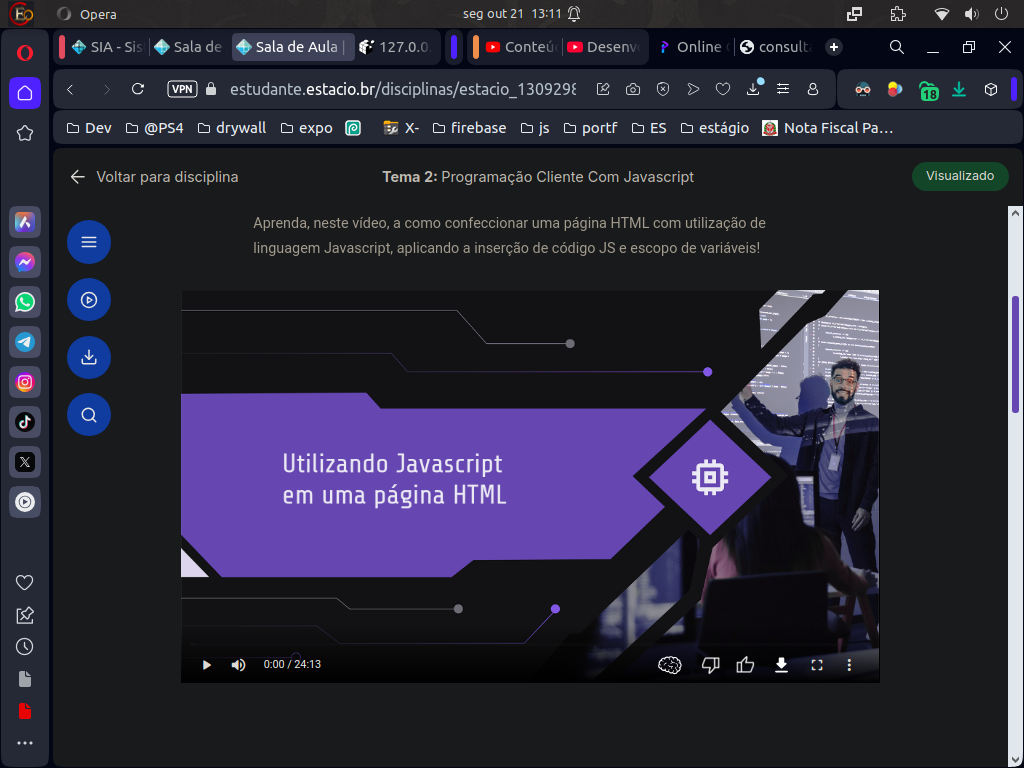 Opera
seg out 21 13:11
SIA - Sis
Sala de
Sala de Aula |
127.0.0.
Conteú
Desenv
Online
consulta
VPN
estudante.estacio.br/disciplinas/estacio_1309298
18
Dev
@PS4
drywall
expo
X-
firebase
js
portf
ES
estágio
Nota Fiscal Pa...
Voltar para disciplina
Tema 2: Programação Cliente Com Javascript
Visualizado
Aprenda, neste vídeo, a como confeccionar uma página HTML com utilização de
linguagem Javascript, aplicando a inserção de código JS e escopo de variáveis!
Utilizando Javascript
em uma página HTML
0:00 / 24:13